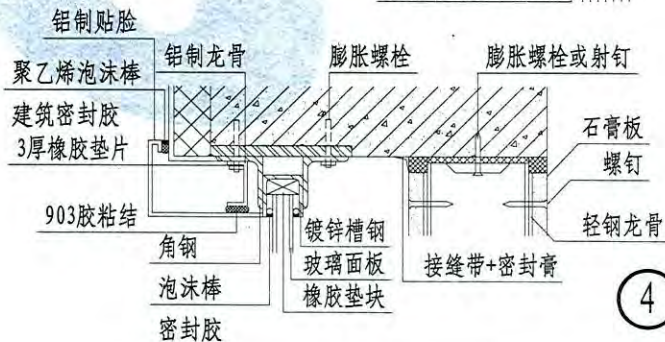 铝制贴脸
聚乙烯泡沫棒
建筑密封胶
3厚橡胶垫片
903胶粘结
角钢
泡沫棒
密封胶
铝制龙骨
膨胀螺栓
膨胀螺栓或射钉
石膏板
螺钉
轻钢龙骨
镀锌槽钢
玻璃面板
橡胶垫块
接缝带+密封膏
4